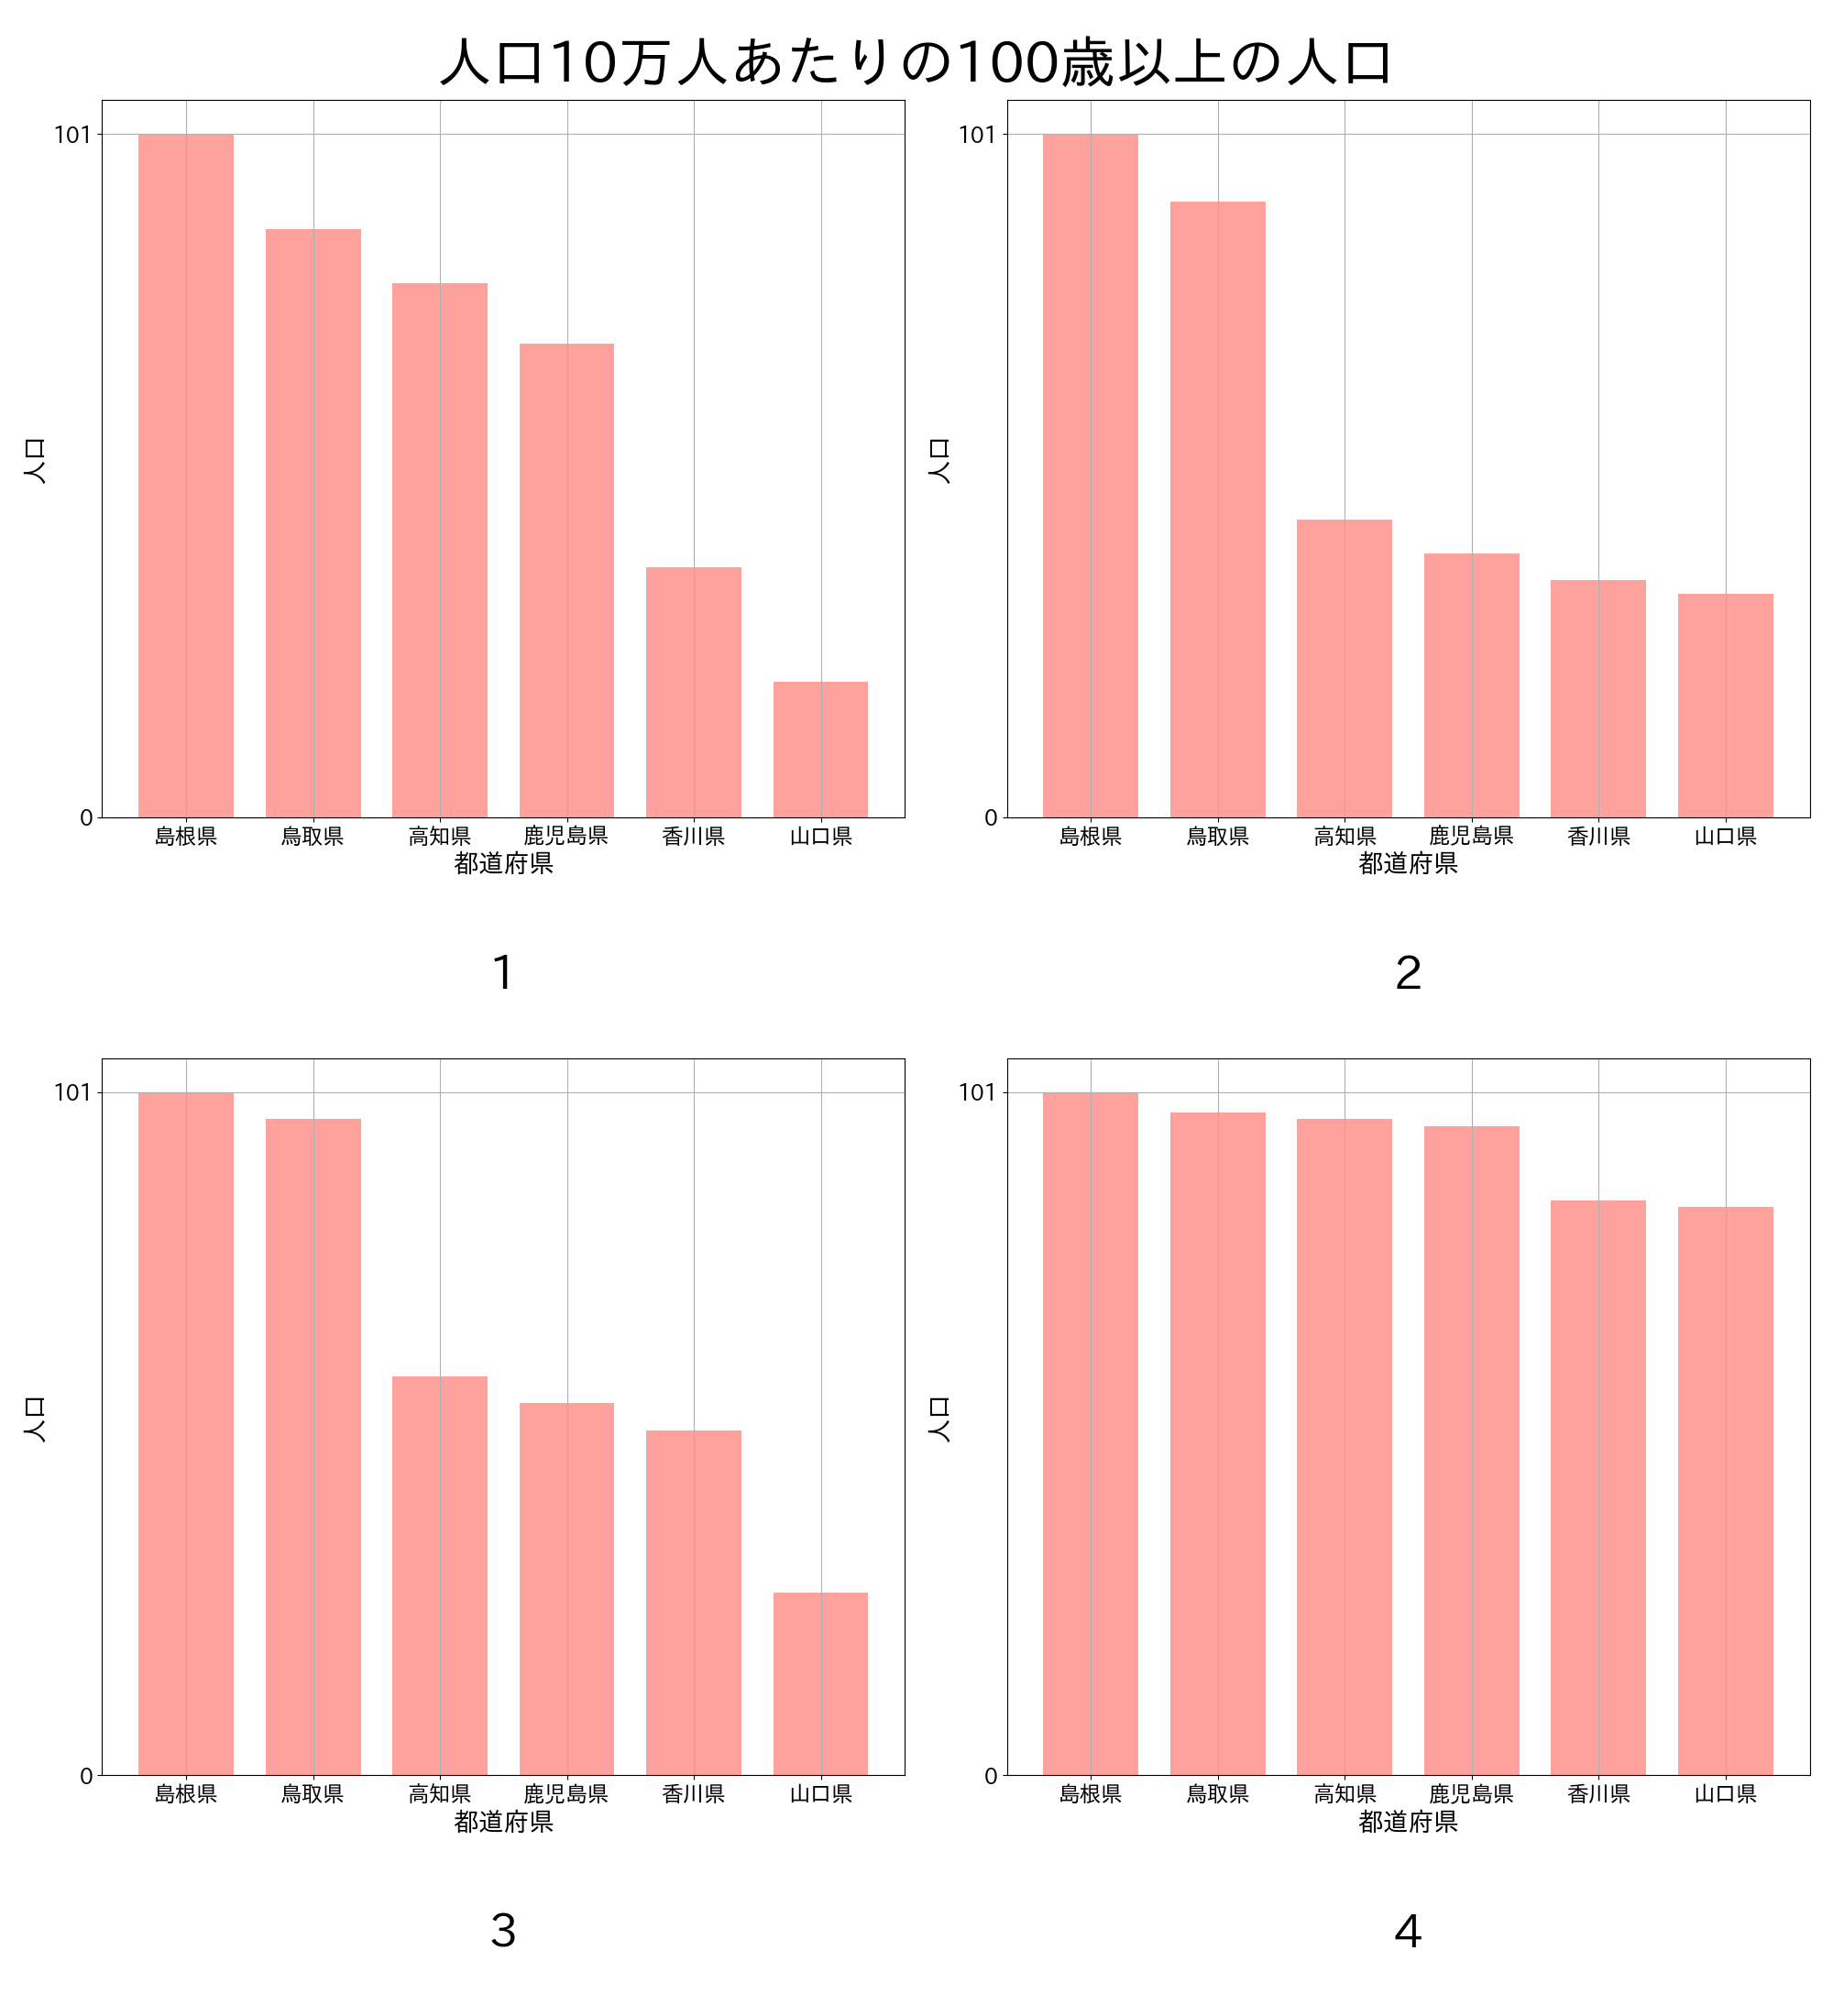 人口10万人あたりの100歳以上の人口
101
人口
0
島根県 鳥取県 高知県 鹿児島県 香川県 山口県
都道府県
1
101
人口
0
島根県 鳥取県 高知県 鹿児島県 香川県 山口県
都道府県
2
101
人口
0
島根県 鳥取県 高知県 鹿児島県 香川県 山口県
都道府県
3
101
人口
0
島根県 鳥取県 高知県 鹿児島県 香川県 山口県
都道府県
4